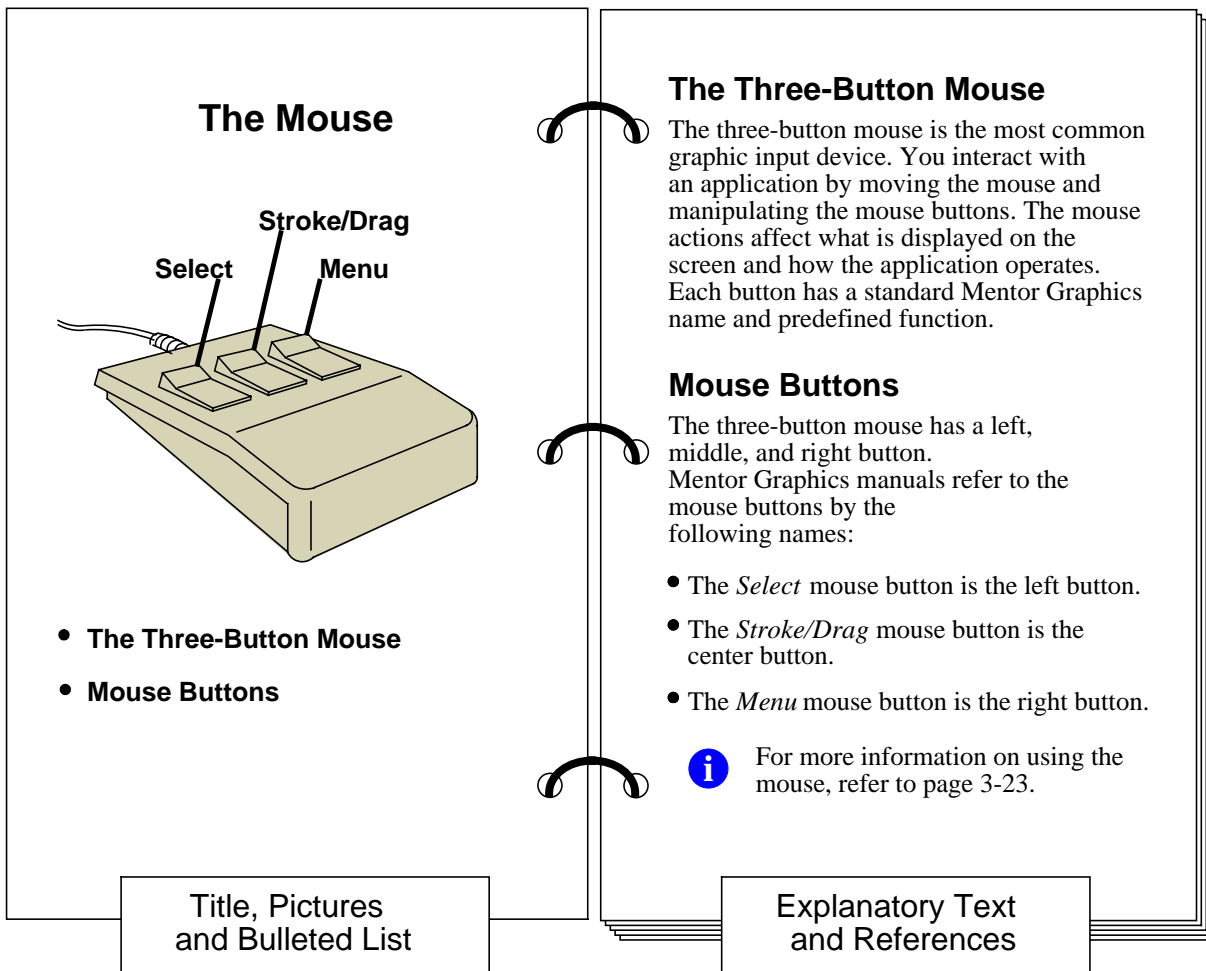 The Mouse
Stroke/Drag
Select
Menu
• The Three-Button Mouse
• Mouse Buttons
Title, Pictures
and Bulleted List
The Three-Button Mouse
The three-button mouse is the most common
graphic input device. You interact with
an application by moving the mouse and
manipulating the mouse buttons. The mouse
actions affect what is displayed on the
screen and how the application operates.
Each button has a standard Mentor Graphics
name and predefined function.
Mouse Buttons
The three-button mouse has a left,
middle, and right button.
Mentor Graphics manuals refer to the
mouse buttons by the
following names:
• The Select mouse button is the left button.
• The Stroke/Drag mouse button is the
center button.
• The Menu mouse button is the right button.
i
For more information on using the
mouse, refer to page 3-23.
Explanatory Text
and References